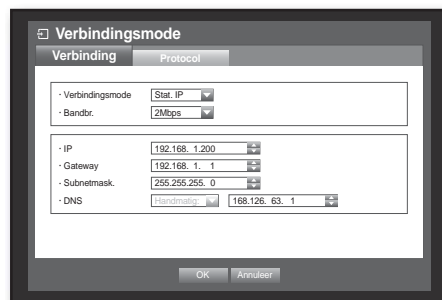 Verbindingsmode
Verbinding Protocol
· Verbindingsmode Stat. IP
· Bandbr. 2Mbps
· IP 192.168. 1.200
· Gateway 192.168. 1. 1
· Subnetmask. 255.255.255. 0
· DNS Handmatig: 168.126. 63. 1
OK Annuleer